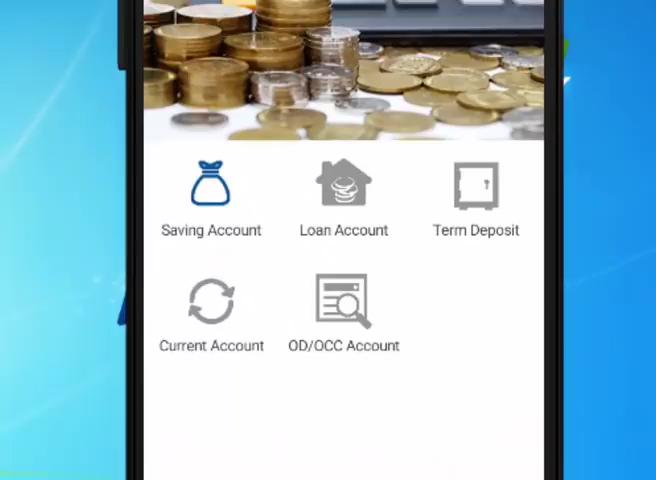 Saving Account
Loan Account
Term Deposit
Current Account
OD/OCC Account